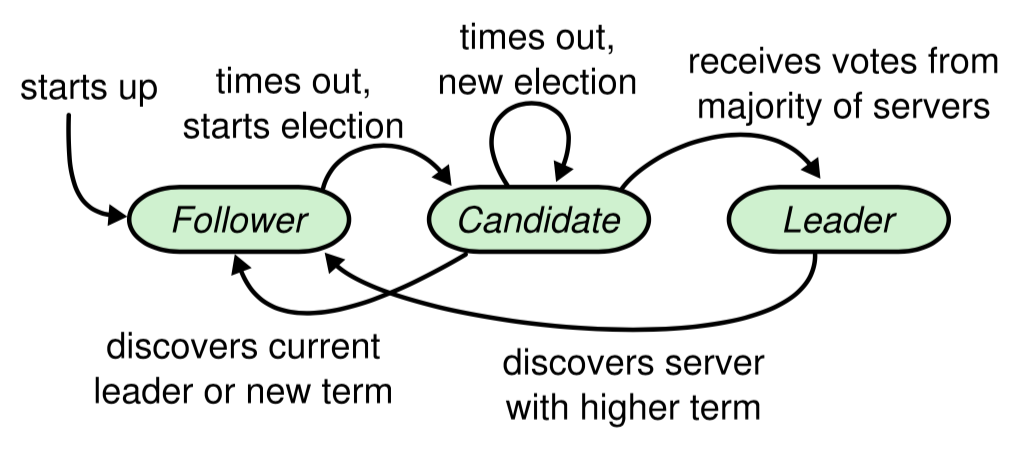 starts up
times out,
starts election
times out,
new election
receives votes from
majority of servers
Follower
Candidate
Leader
discovers current
leader or new term
discovers server
with higher term